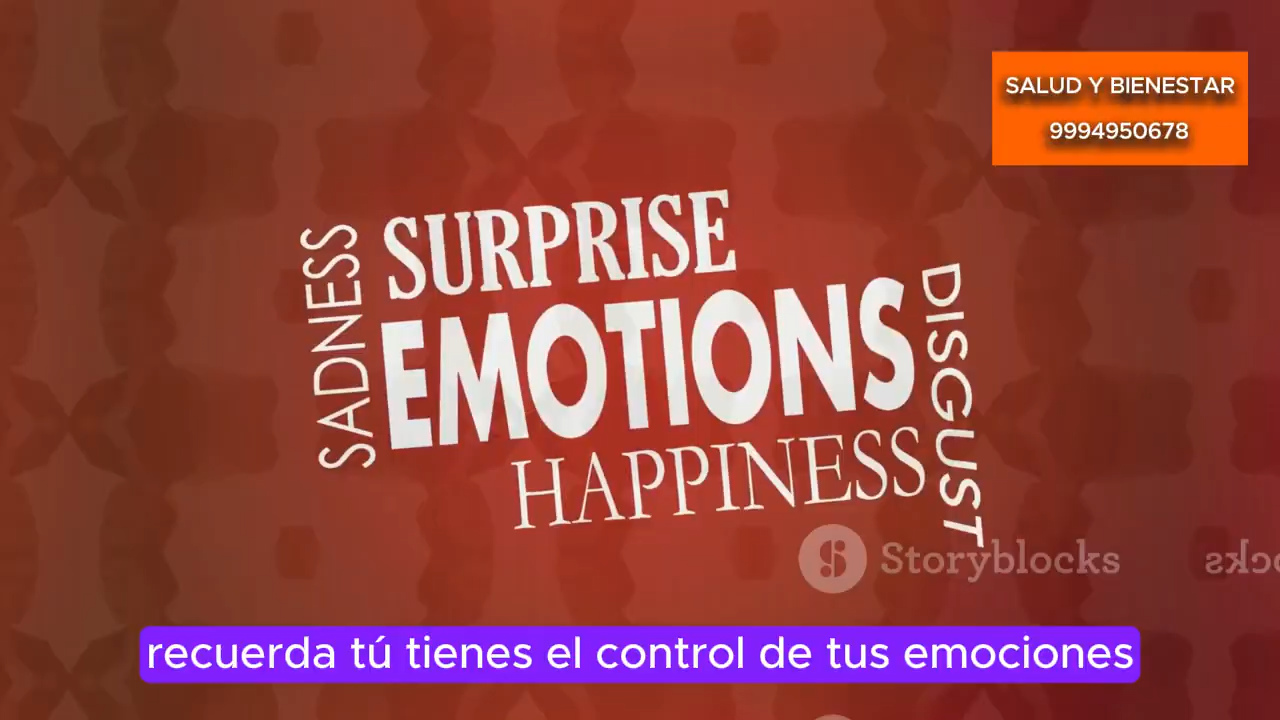 SALUD Y BIENESTAR
9994950678
SADNESS
SURPRISE
EMOTIONS
HAPPINESS
DISGUST
Storyblocks
recuerda tú tienes el control de tus emociones